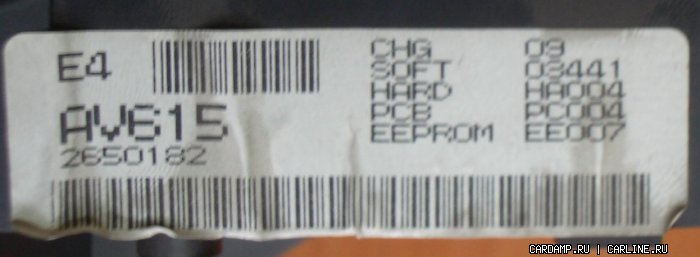 E4
AV615
2650182
CHG 09
SOFT 03441
HARD HA004
PCB PC004
EEPROM EE007
CARDAMP.RU | CARLINE.RU